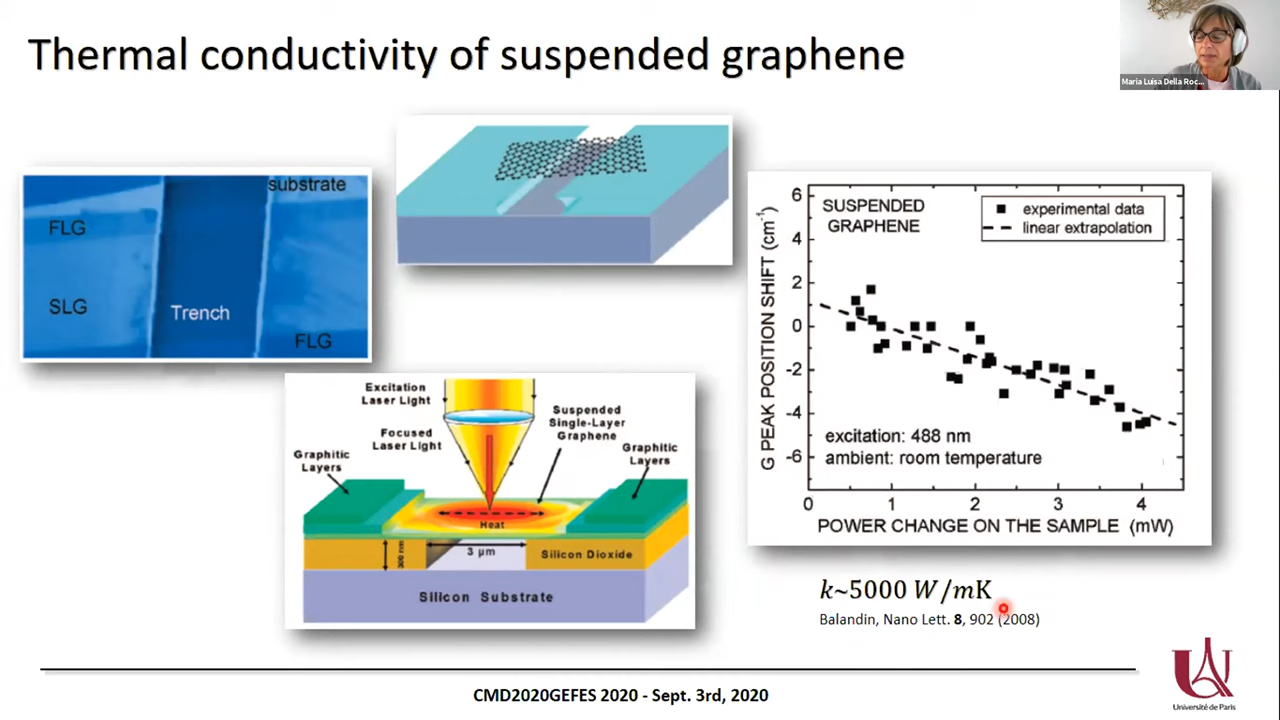 Thermal conductivity of suspended graphene
Maria Luisa Della Roc...
substrate
FLG
SLG
Trench
FLG
Excitation
Laser Light
Focused
Laser Light
Suspended
Single-Layer
Graphene
Graphitic
Layers
Graphitic
Layers
Heat
300 nm
3 µm
Silicon Dioxide
Silicon Substrate
G PEAK POSITION SHIFT (cm⁻¹)
6
4
2
0
-2
-4
-6
SUSPENDED
GRAPHENE
experimental data
linear extrapolation
excitation: 488 nm
ambient: room temperature
0 1 2 3 4
POWER CHANGE ON THE SAMPLE (mW)
k~5000 W/mK
Balandin, Nano Lett. 8, 902 (2008)
CMD2020GEFES 2020 - Sept. 3rd, 2020
Université de Paris